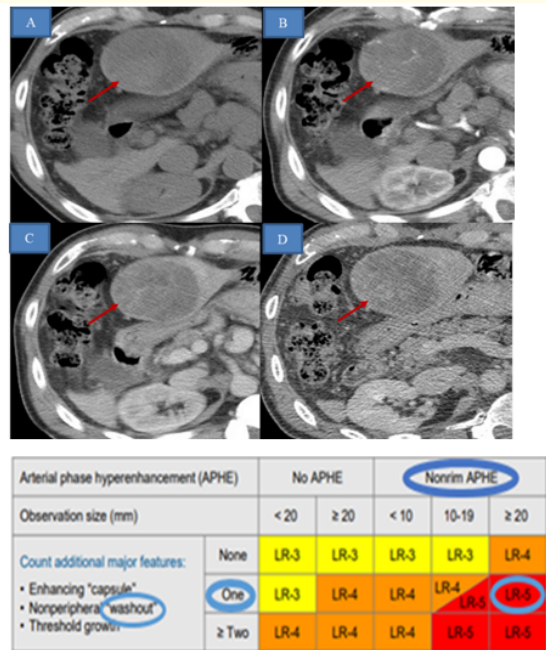 A
B
C
D
Arterial phase hyperenhancement (APHE) No APHE Nonrim APHE
Observation size (mm) < 20 ≥ 20 < 10 10-19 ≥ 20
Count additional major features:
• Enhancing "capsule"
• Nonperipheral "washout"
• Threshold growth
None LR-3 LR-3 LR-3 LR-3 LR-4
One LR-3 LR-4 LR-4 LR-4 LR-5 LR-5
≥ Two LR-4 LR-4 LR-4 LR-5 LR-5